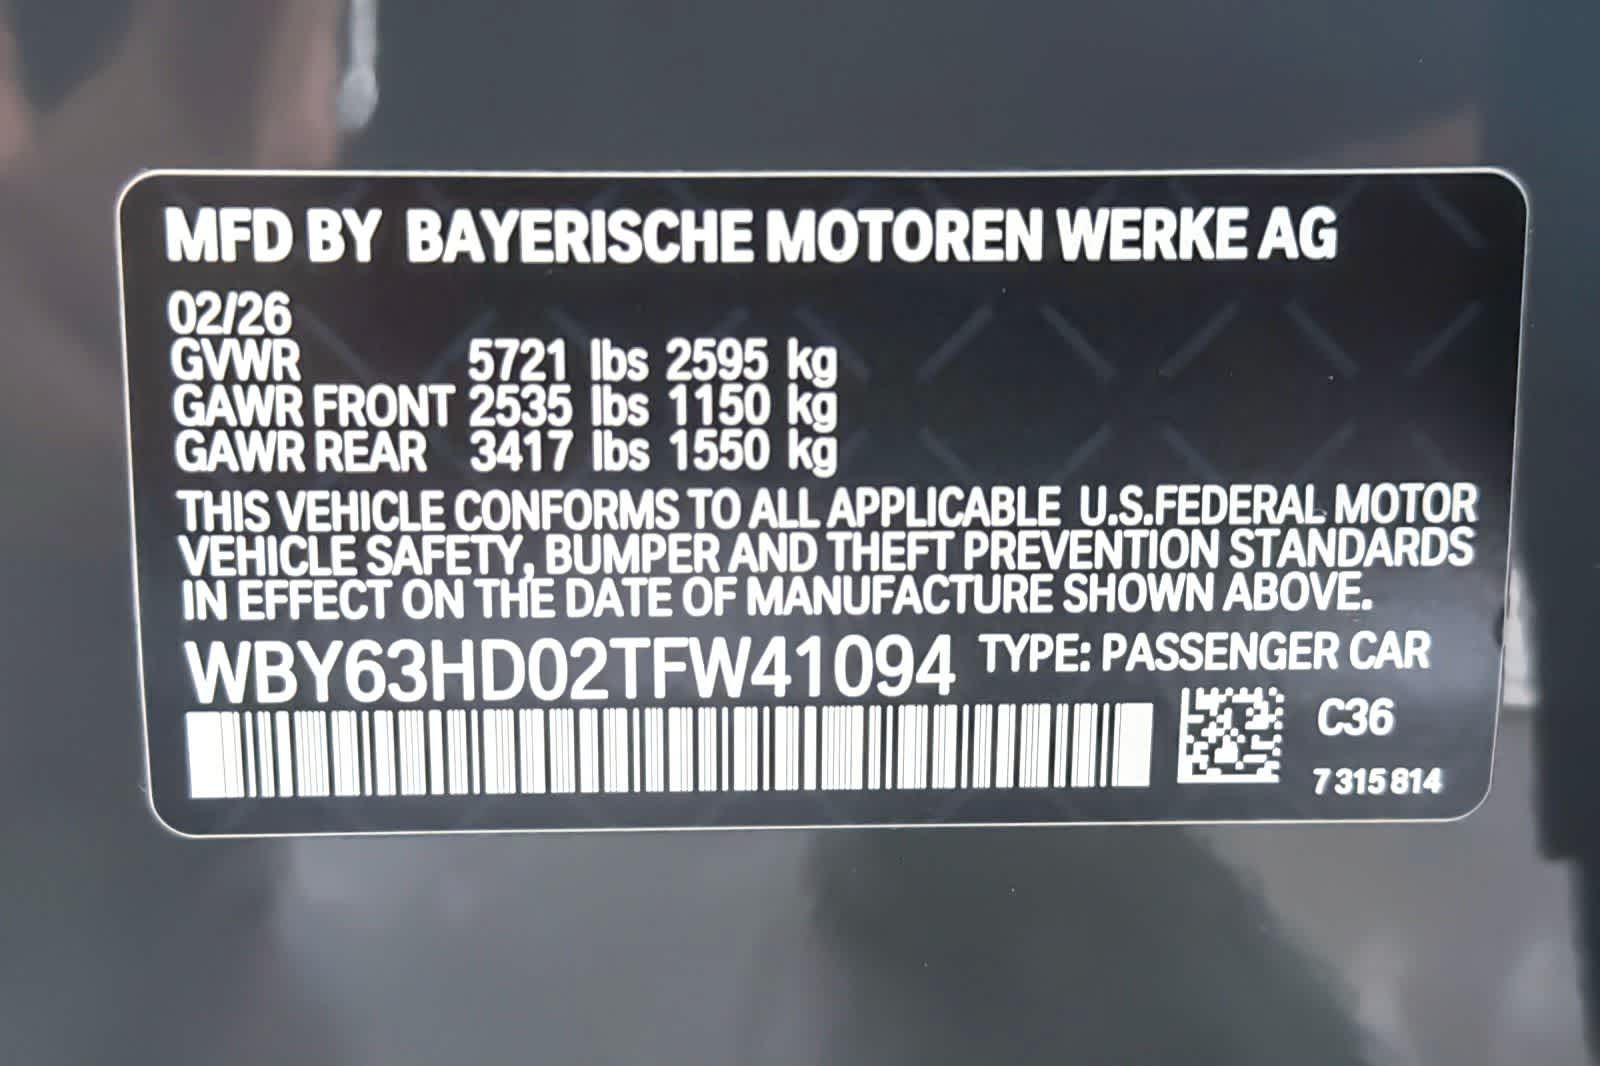 MFD BY BAYERISCHE MOTOREN WERKE AG
02/26
GVWR 5721 lbs 2595 kg
GAWR FRONT 2535 lbs 1150 kg
GAWR REAR 3417 lbs 1550 kg
THIS VEHICLE CONFORMS TO ALL APPLICABLE U.S.FEDERAL MOTOR
VEHICLE SAFETY, BUMPER AND THEFT PREVENTION STANDARDS
IN EFFECT ON THE DATE OF MANUFACTURE SHOWN ABOVE.
WBY63HD02TFW41094 TYPE: PASSENGER CAR
C36
7 315 814